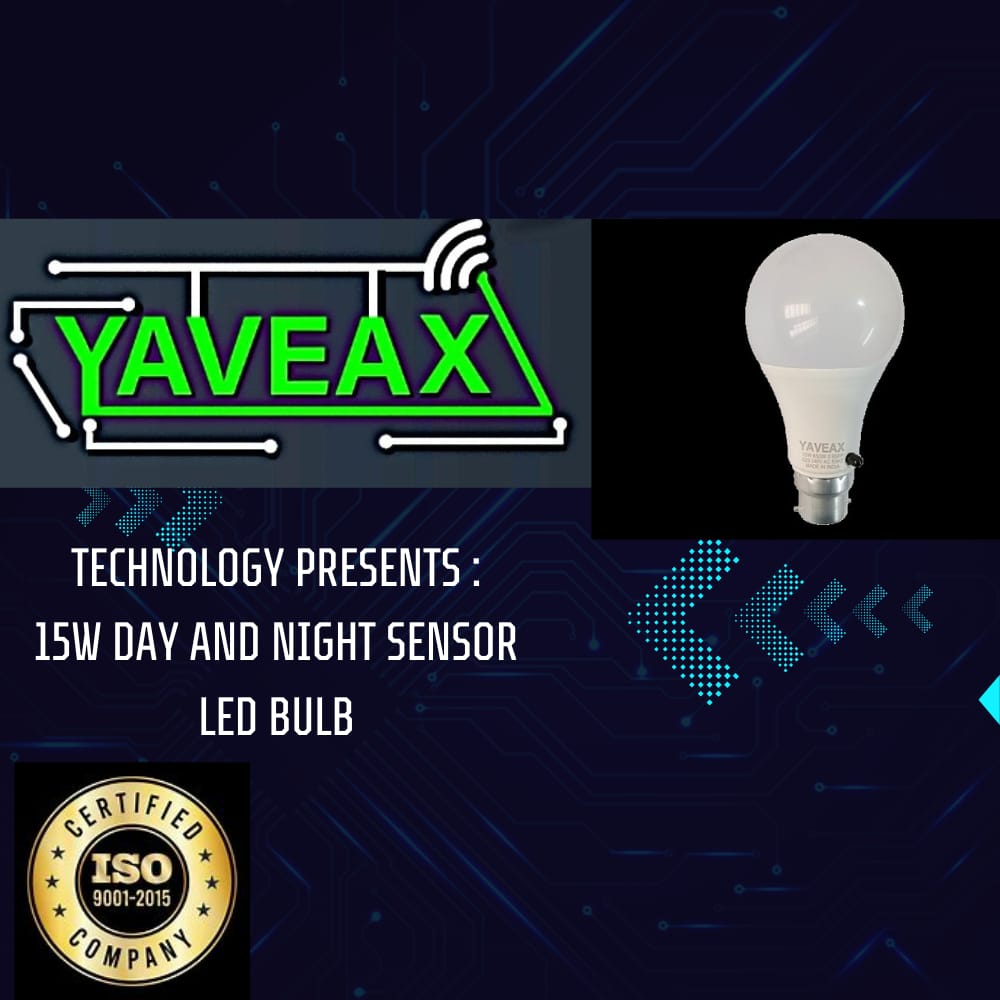 YAVEAX
YAVEAX
MADE IN INDIA
TECHNOLOGY PRESENTS :
15W DAY AND NIGHT SENSOR
LED BULB
CERTIFIED
ISO
9001-2015
COMPANY